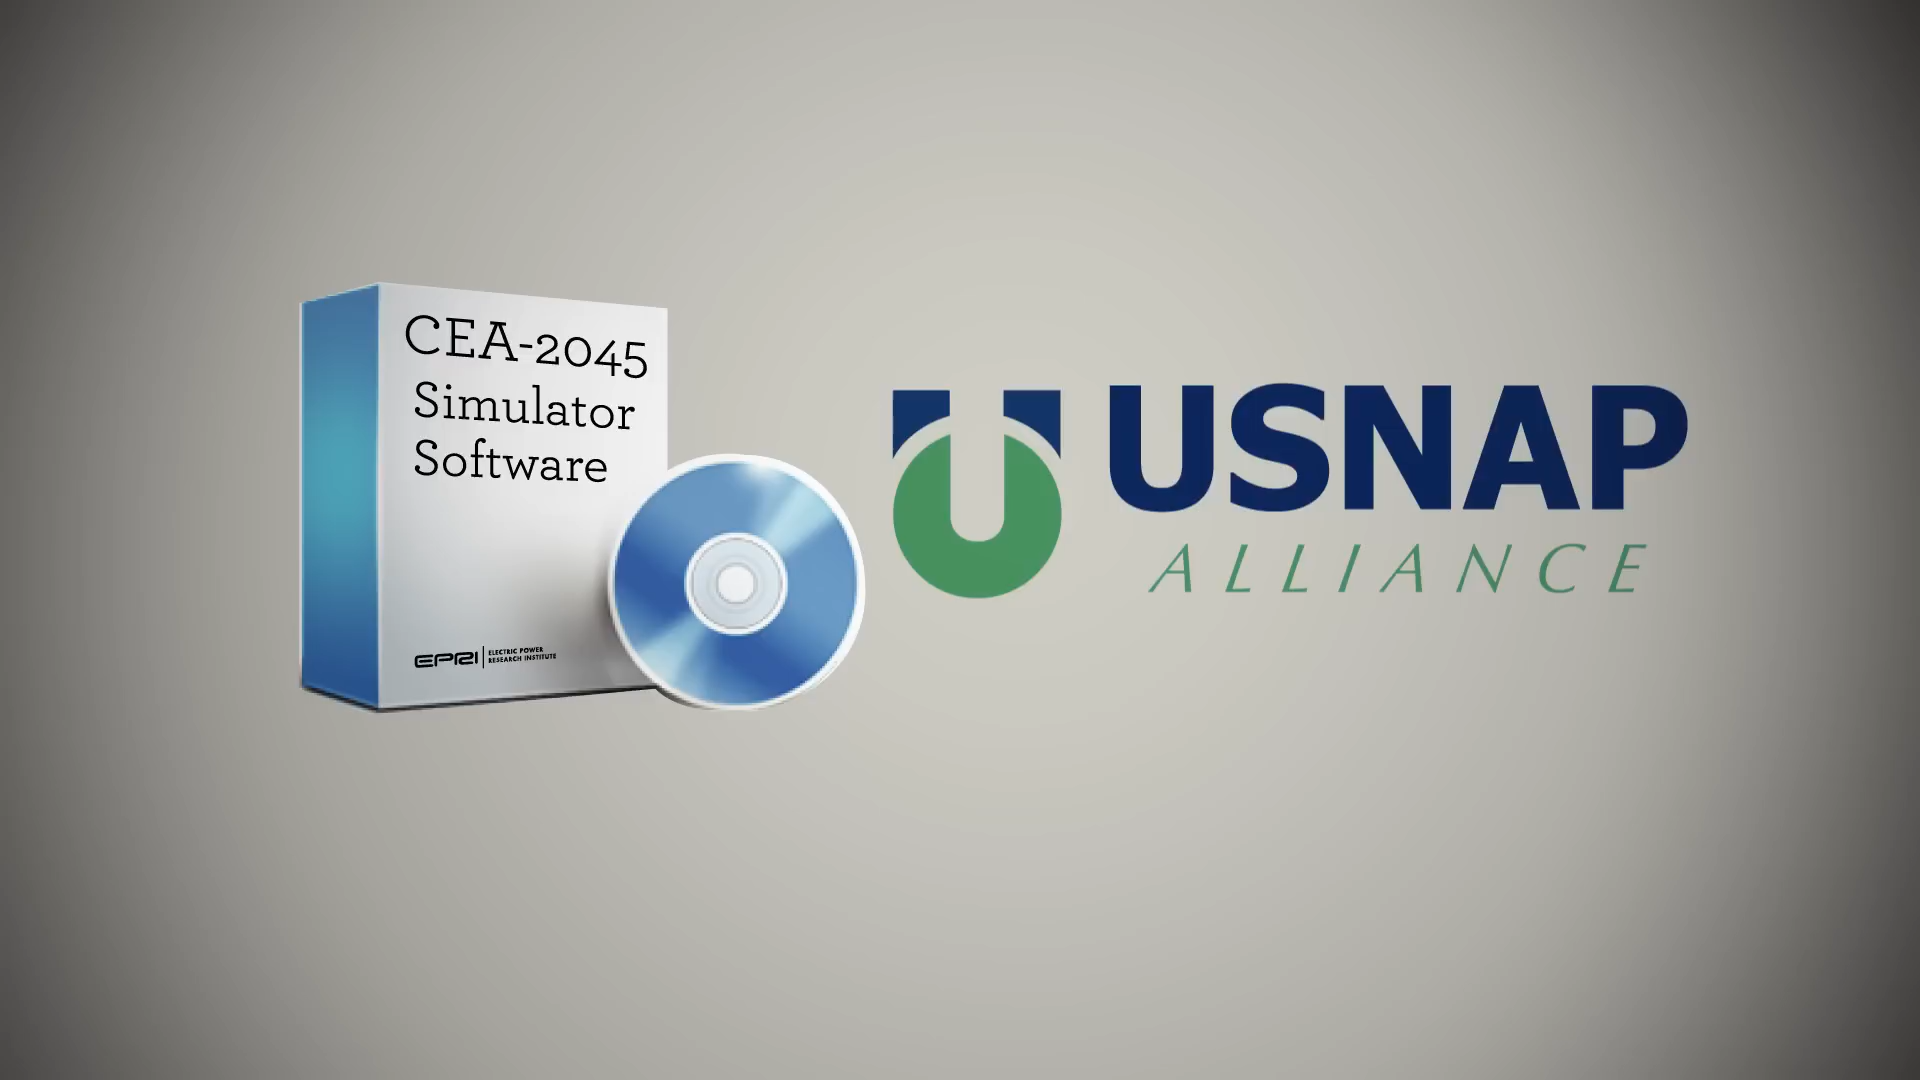 CEA-2045
Simulator
Software
EPRI
ELECTRIC POWER
RESEARCH INSTITUTE
USNAP
ALLIANCE